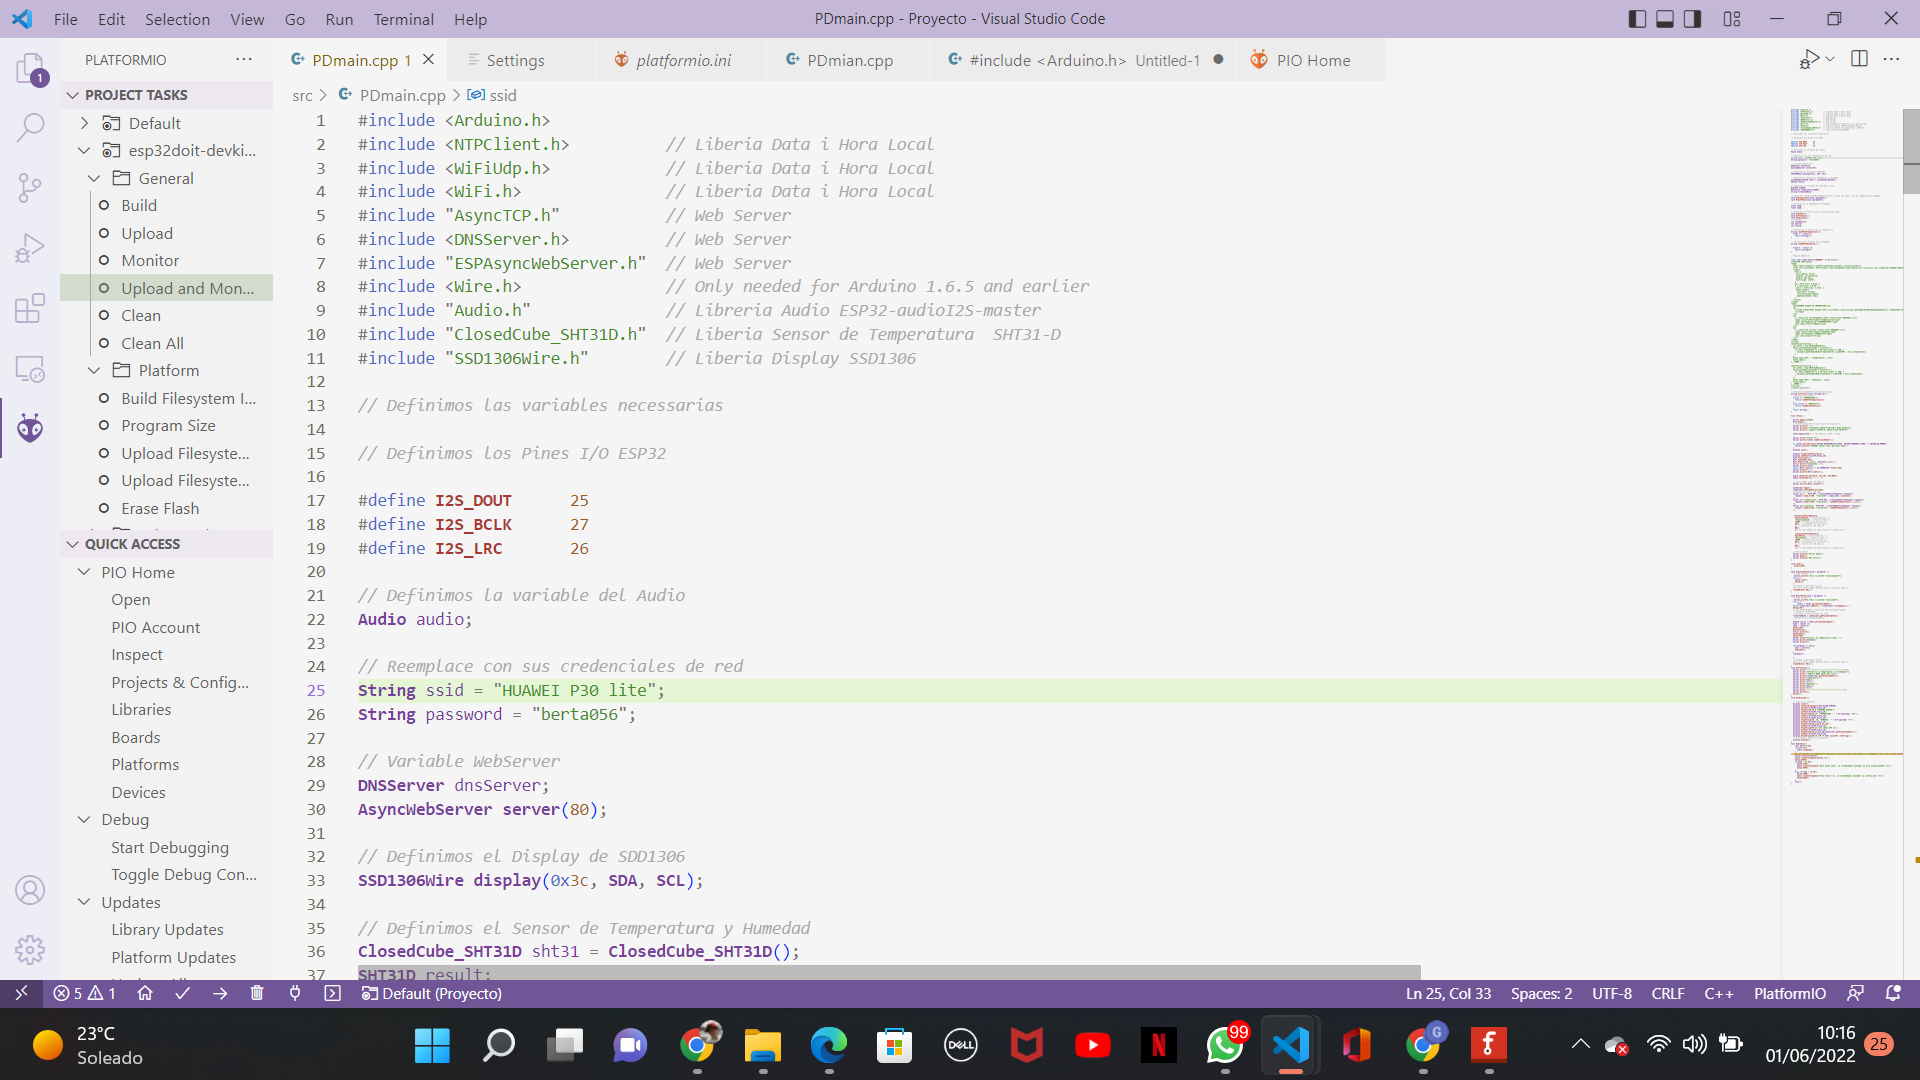 File Edit Selection View Go Run Terminal Help
PDmain.cpp - Proyecto - Visual Studio Code
PLATFORMIO
PDmain.cpp 1
Settings
platformio.ini
PDmian.cpp
#include <Arduino.h> Untitled-1
PIO Home
src > PDmain.cpp > ssid
1
PROJECT TASKS
Default
esp32doit-devki...
General
Build
Upload
Monitor
Upload and Mon...
Clean
Clean All
Platform
Build Filesystem I...
Program Size
Upload Filesyste...
Upload Filesyste...
Erase Flash
QUICK ACCESS
PIO Home
Open
PIO Account
Inspect
Projects & Config...
Libraries
Boards
Platforms
Devices
Debug
Start Debugging
Toggle Debug Con...
Updates
Library Updates
Platform Updates
1 #include <Arduino.h>
2 #include <NTPClient.h> // Liberia Data i Hora Local
3 #include <WiFiUdp.h> // Liberia Data i Hora Local
4 #include <WiFi.h> // Liberia Data i Hora Local
5 #include "AsyncTCP.h" // Web Server
6 #include <DNSServer.h> // Web Server
7 #include "ESPAsyncWebServer.h" // Web Server
8 #include <Wire.h> // Only needed for Arduino 1.6.5 and earlier
9 #include "Audio.h" // Libreria Audio ESP32-audioI2S-master
10 #include "ClosedCube_SHT31D.h" // Liberia Sensor de Temperatura  SHT31-D
11 #include "SSD1306Wire.h" // Liberia Display SSD1306
12
13 // Definimos las variables necessarias
14
15 // Definimos los Pines I/O ESP32
16
17 #define I2S_DOUT 25
18 #define I2S_BCLK 27
19 #define I2S_LRC 26
20
21 // Definimos la variable del Audio
22 Audio audio;
23
24 // Reemplace con sus credenciales de red
25 String ssid = "HUAWEI P30 lite";
26 String password = "berta056";
27
28 // Variable WebServer
29 DNSServer dnsServer;
30 AsyncWebServer server(80);
31
32 // Definimos el Display de SDD1306
33 SSD1306Wire display(0x3c, SDA, SCL);
34
35 // Definimos el Sensor de Temperatura y Humedad
36 ClosedCube_SHT31D sht31 = ClosedCube_SHT31D();
37 SHT31D result;
5 1 Default (Proyecto)
Ln 25, Col 33 Spaces: 2 UTF-8 CRLF C++ PlatformIO
23°C
Soleado
DELL
N
99
G
f
10:16
01/06/2022
25